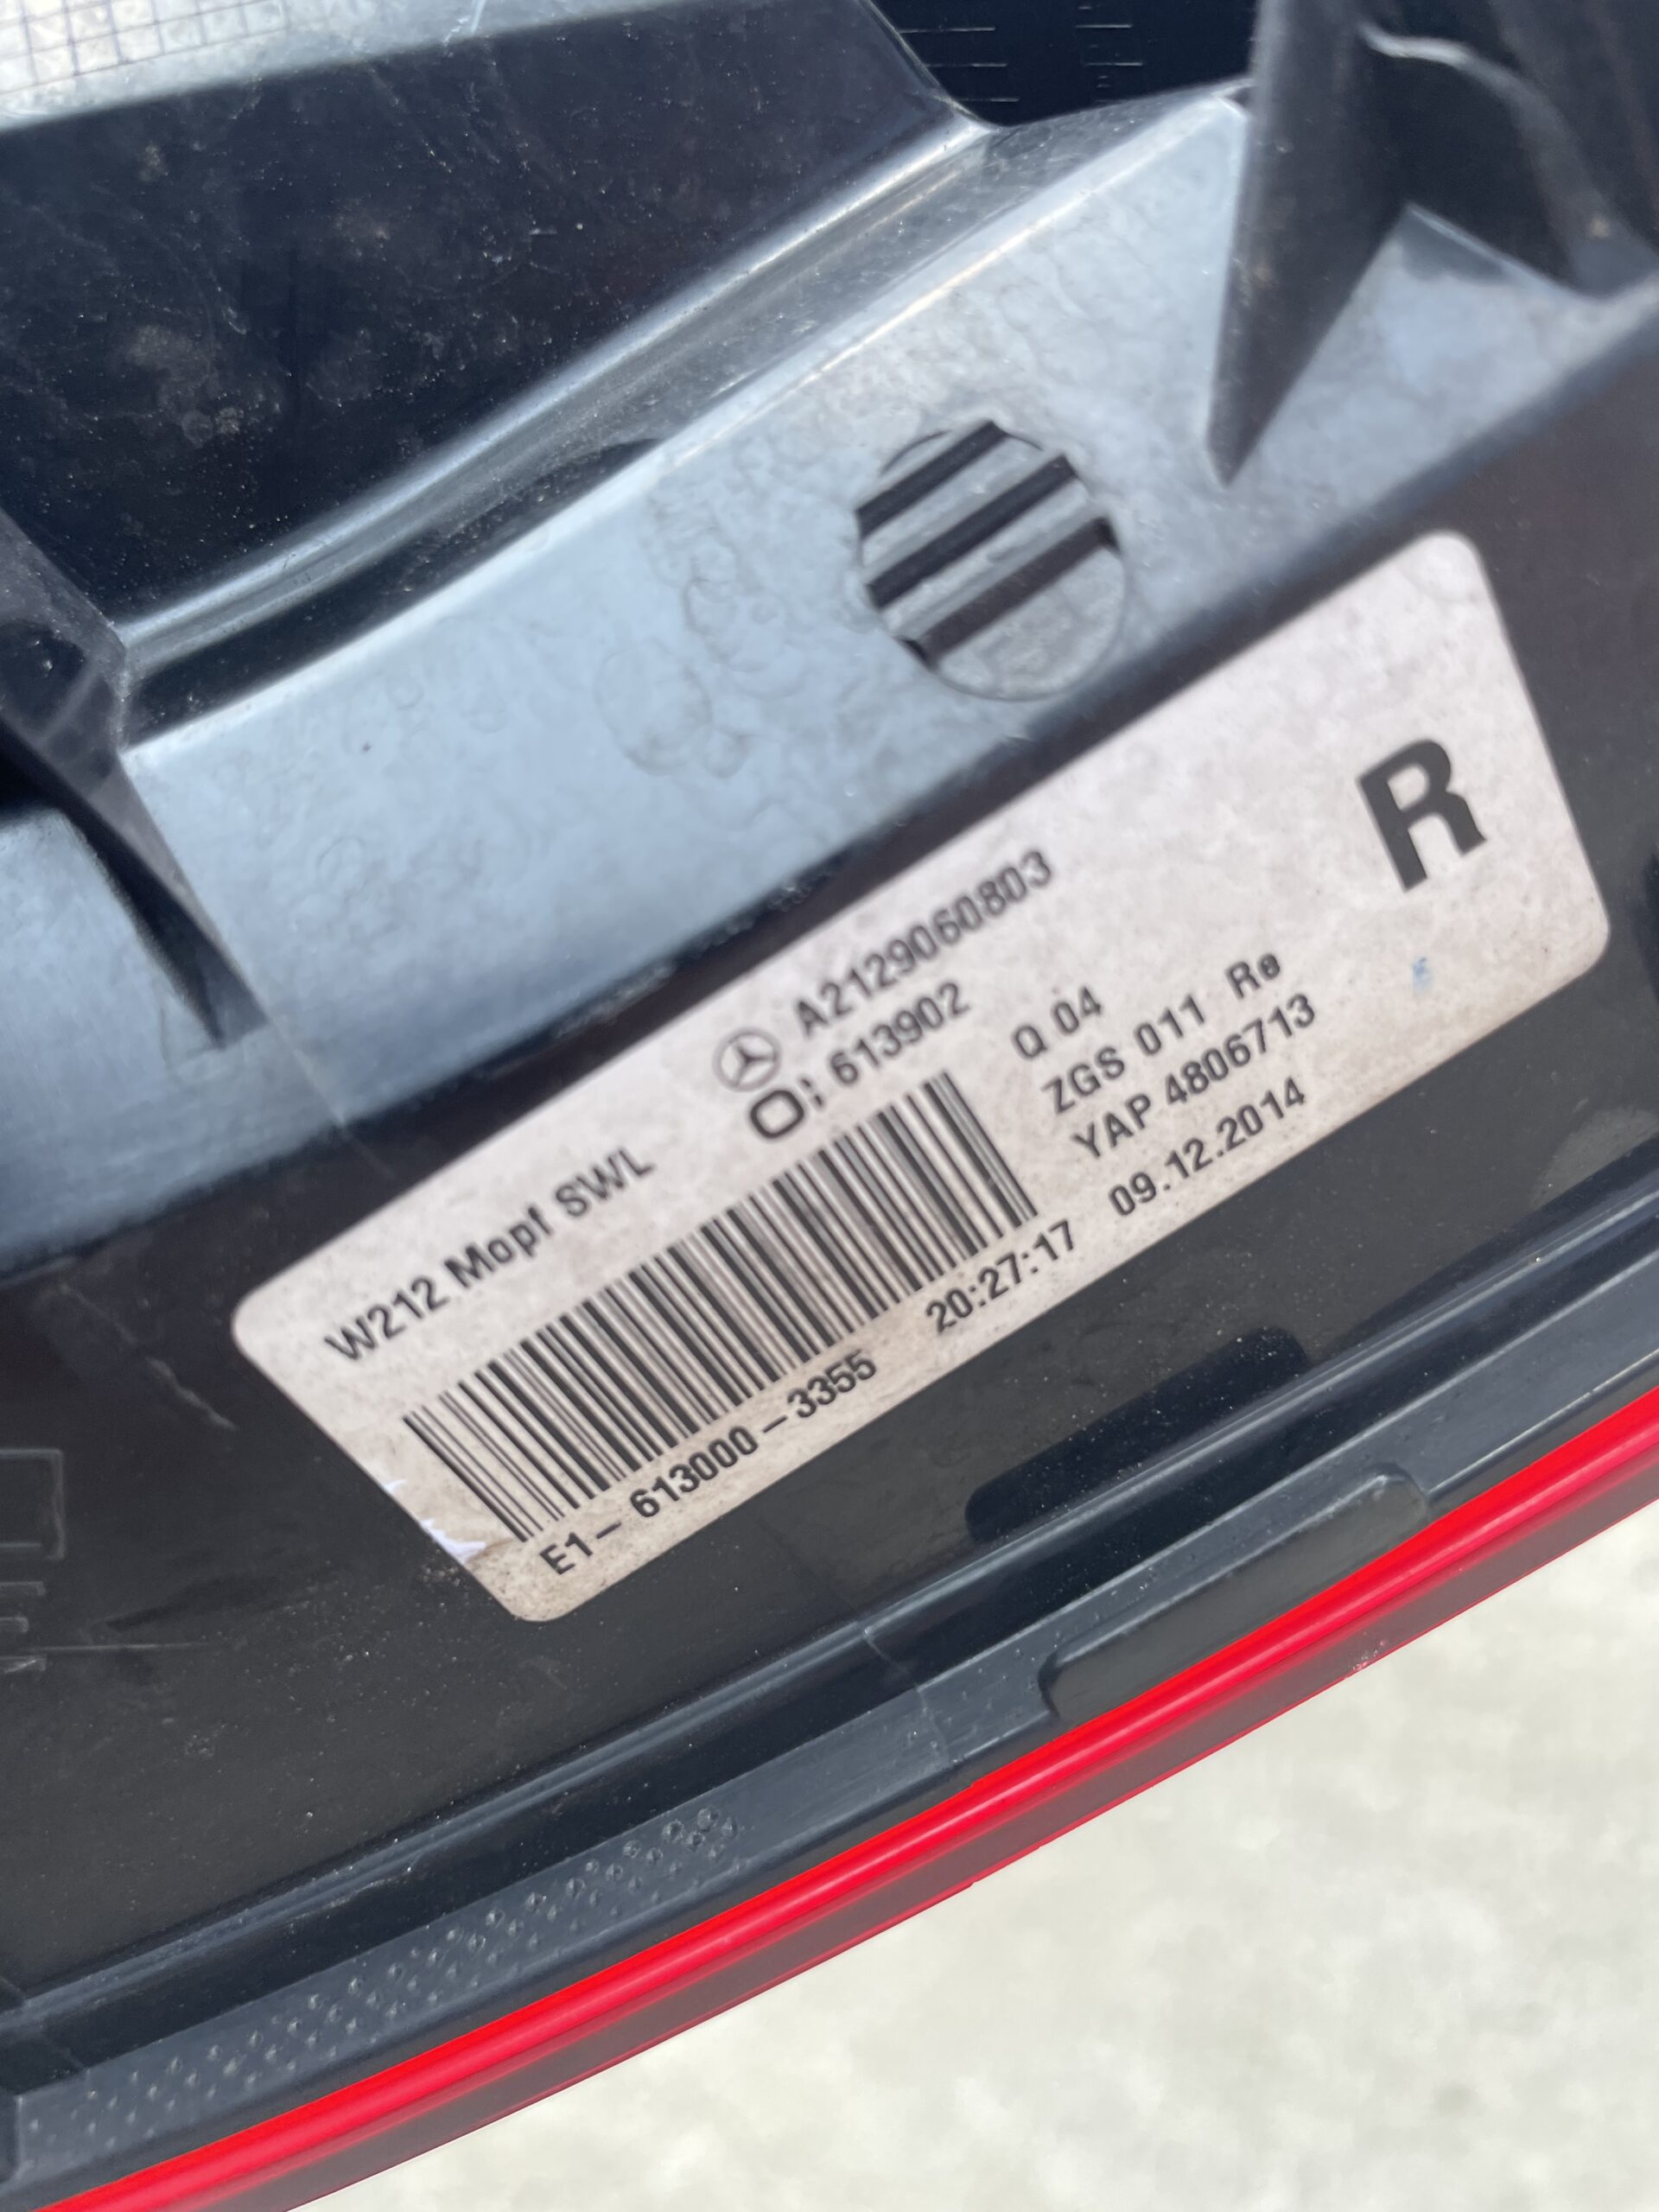 W212 Mopf SWL
A2129060803
O: 613902
Q 04
ZGS 011 Re
YAP 4806713
E1-613000-3355 20:27:17 09.12.2014
R